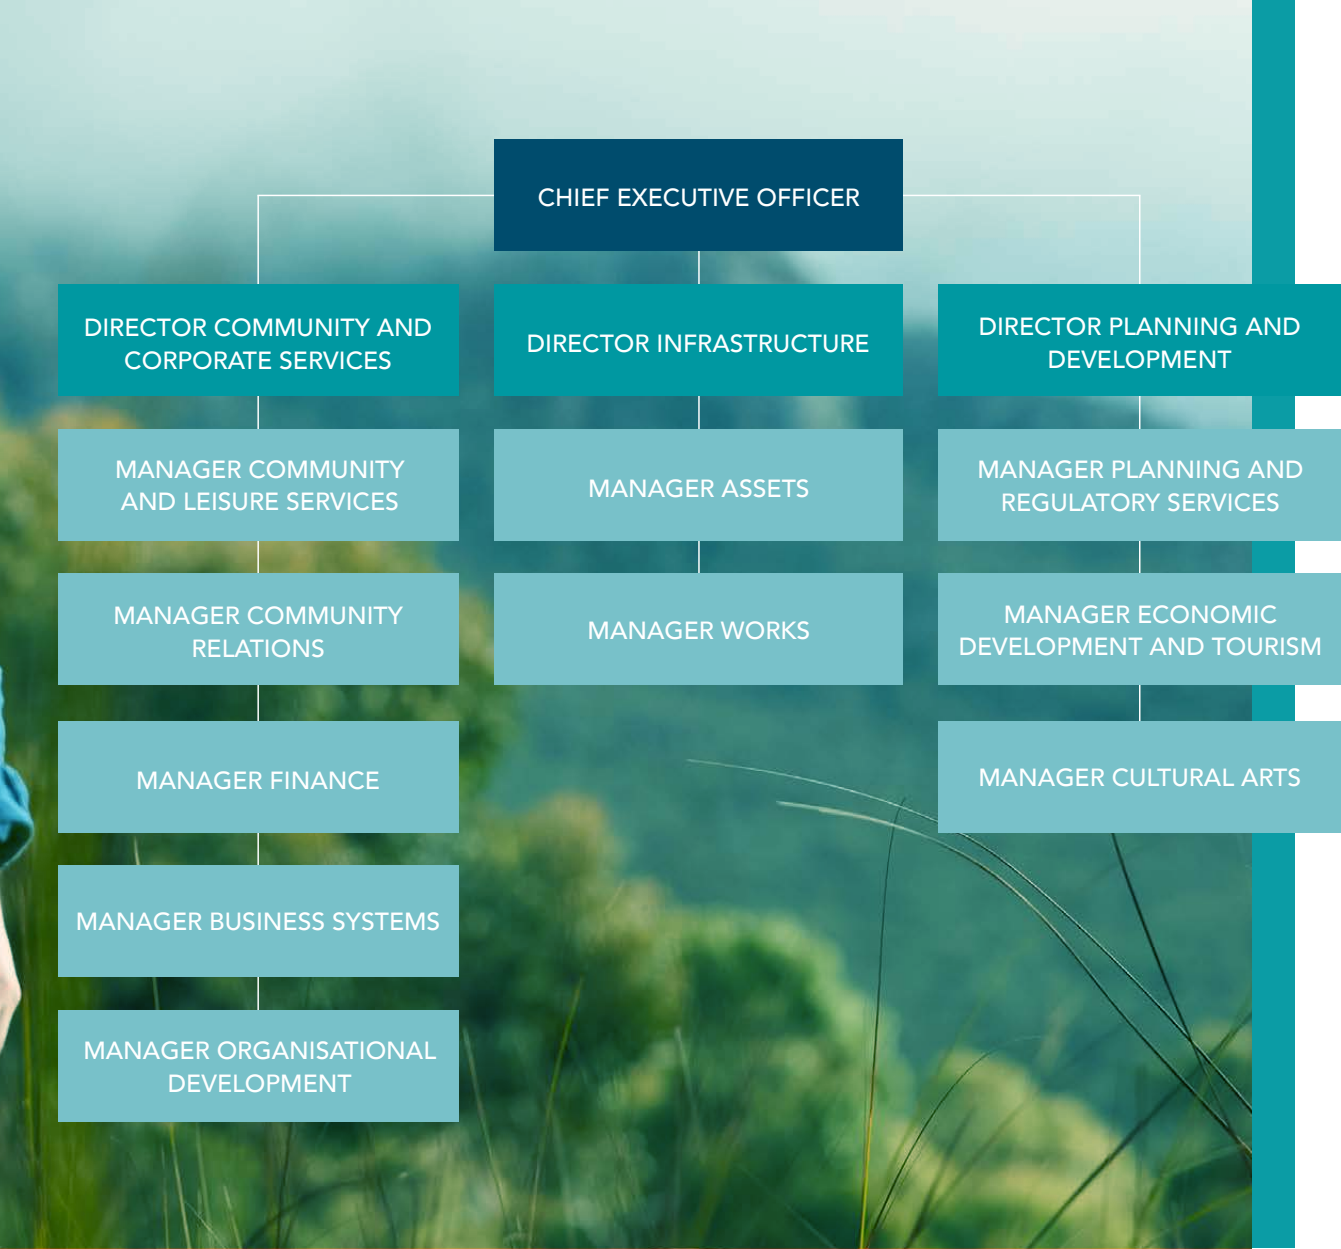 CHIEF EXECUTIVE OFFICER
DIRECTOR COMMUNITY AND
CORPORATE SERVICES
MANAGER COMMUNITY
AND LEISURE SERVICES
MANAGER COMMUNITY
RELATIONS
MANAGER FINANCE
MANAGER BUSINESS SYSTEMS
MANAGER ORGANISATIONAL
DEVELOPMENT
DIRECTOR INFRASTRUCTURE
MANAGER ASSETS
MANAGER WORKS
DIRECTOR PLANNING AND
DEVELOPMENT
MANAGER PLANNING AND
REGULATORY SERVICES
MANAGER ECONOMIC
DEVELOPMENT AND TOURISM
MANAGER CULTURAL ARTS